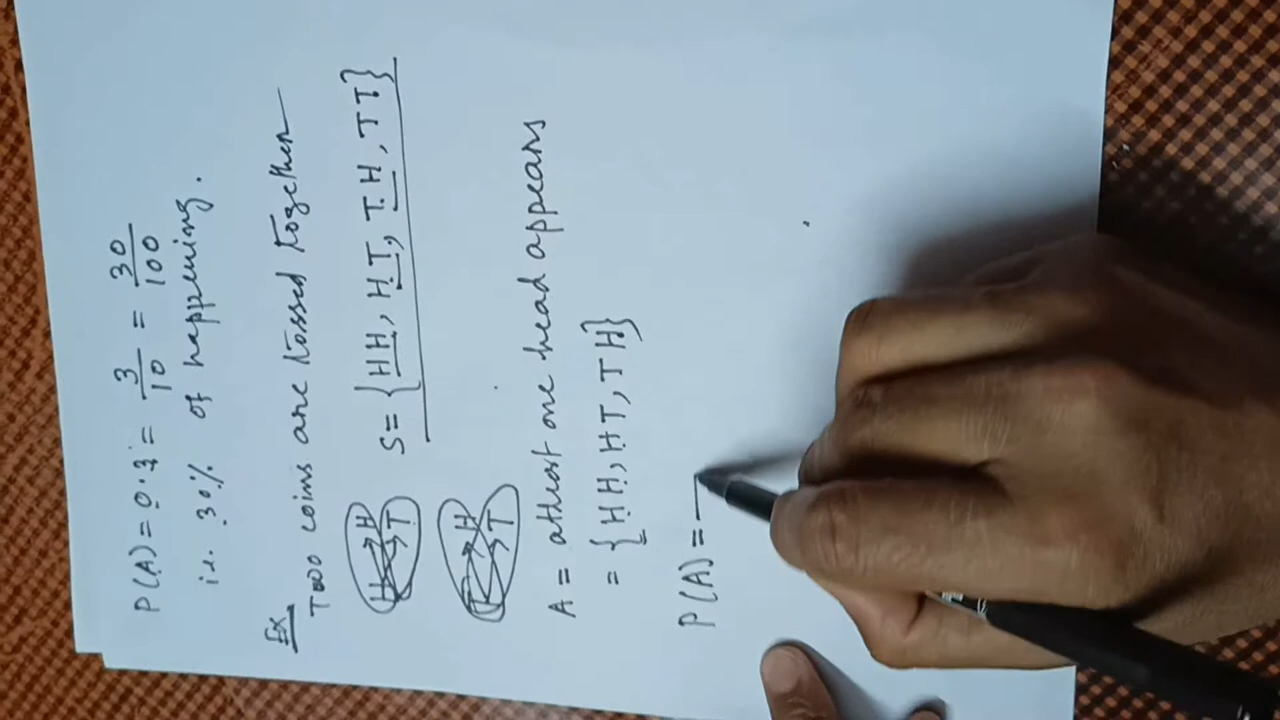 P(A) = 0.3 = 3/10 = 30/100
i.e. 30% of happening.
Ex
Two coins are tossed together
H → H
→ T
S = {HH, HT, TH, TT}
T → H
→ T
A = atleast one head appears
= {HH, HT, TH}
P(A) =